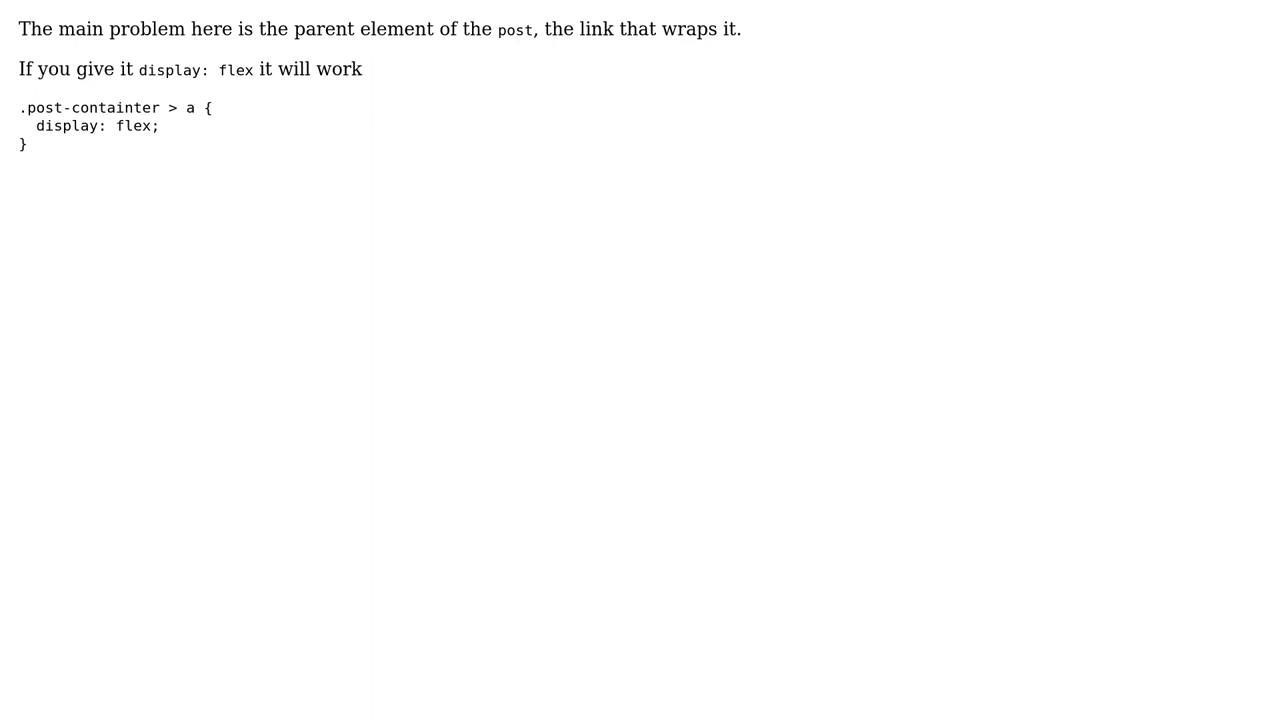 The main problem here is the parent element of the post, the link that wraps it.
If you give it display: flex it will work
.post-containter > a {
  display: flex;
}